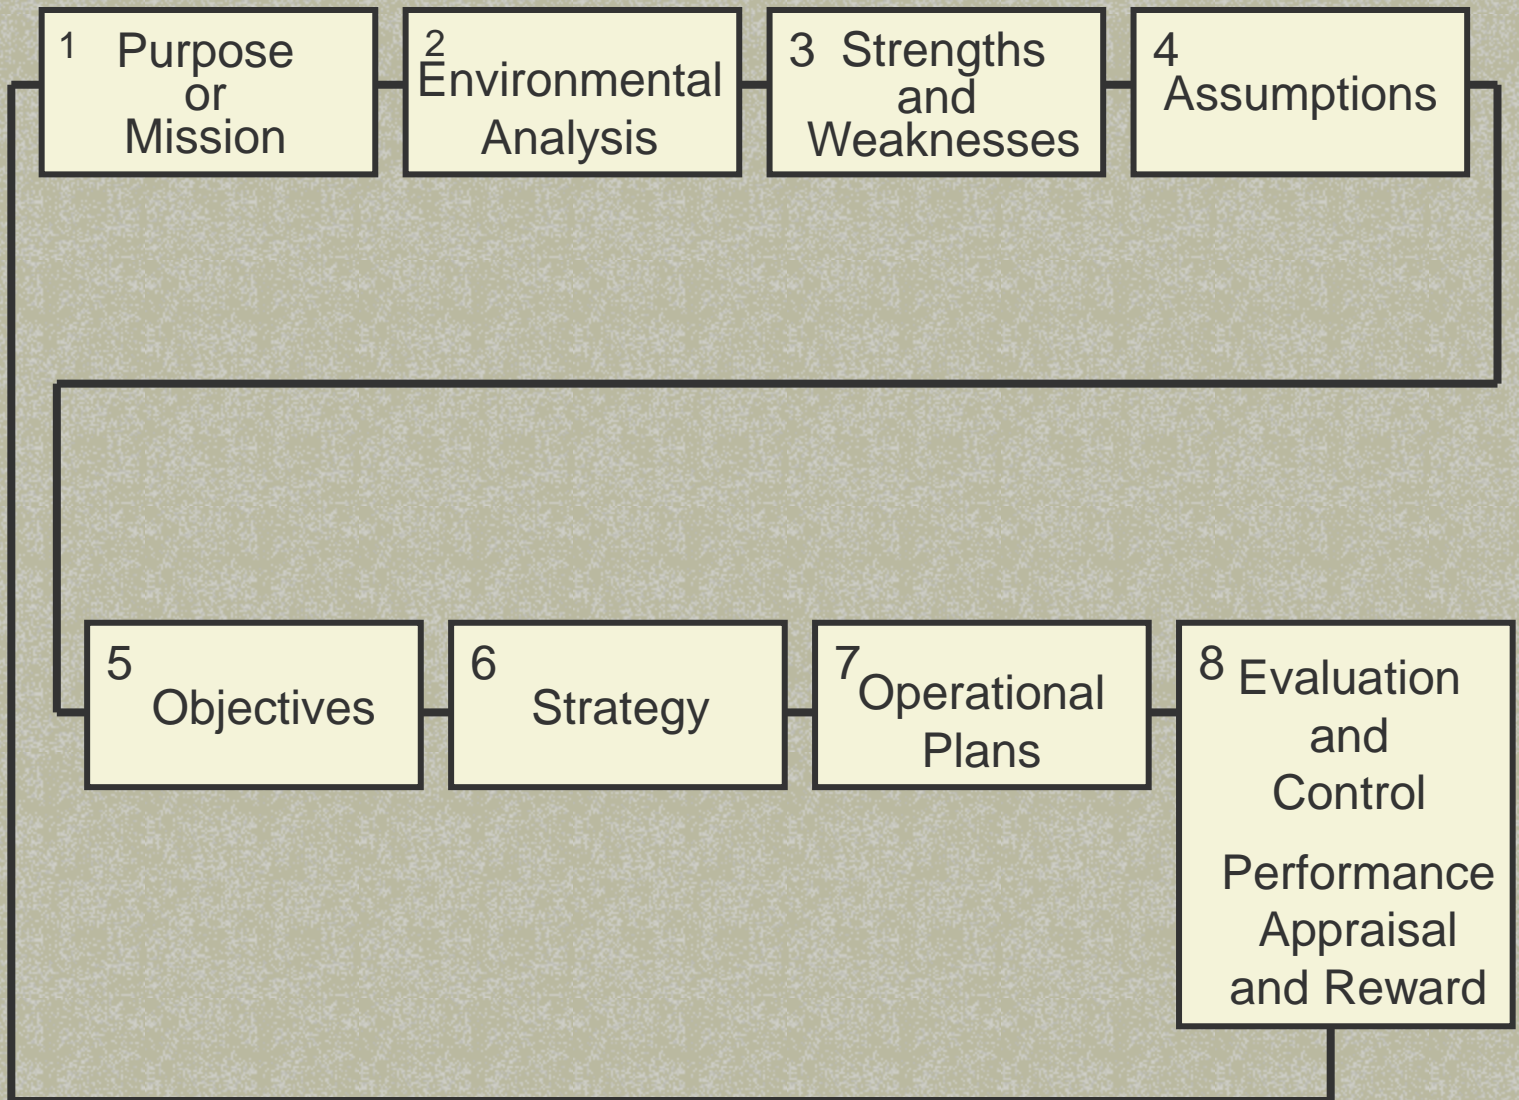 1 Purpose
or
Mission
2
Environmental
Analysis
3 Strengths
and
Weaknesses
4
Assumptions
5
Objectives
6
Strategy
7
Operational
Plans
8 Evaluation
and
Control
Performance
Appraisal
and Reward